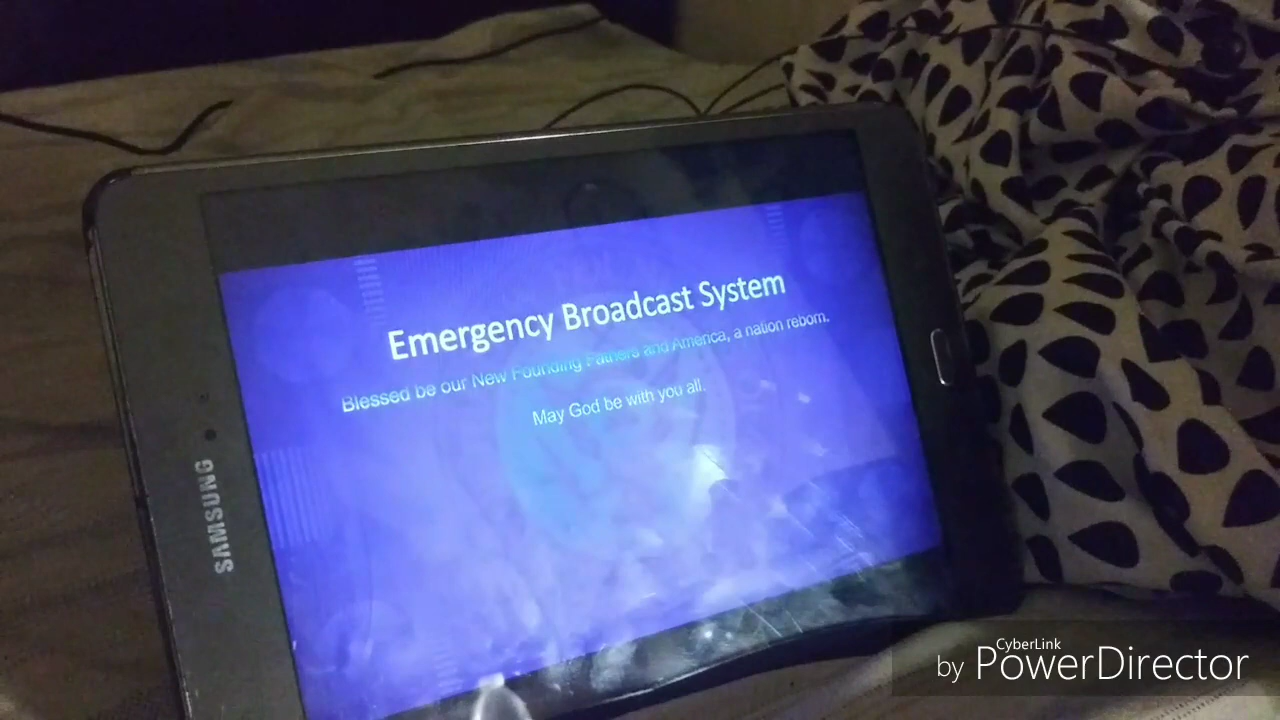 Emergency Broadcast System
Blessed be our New Founding Fathers and America, a nation reborn.
May God be with you all.
SAMSUNG
CyberLink
by PowerDirector